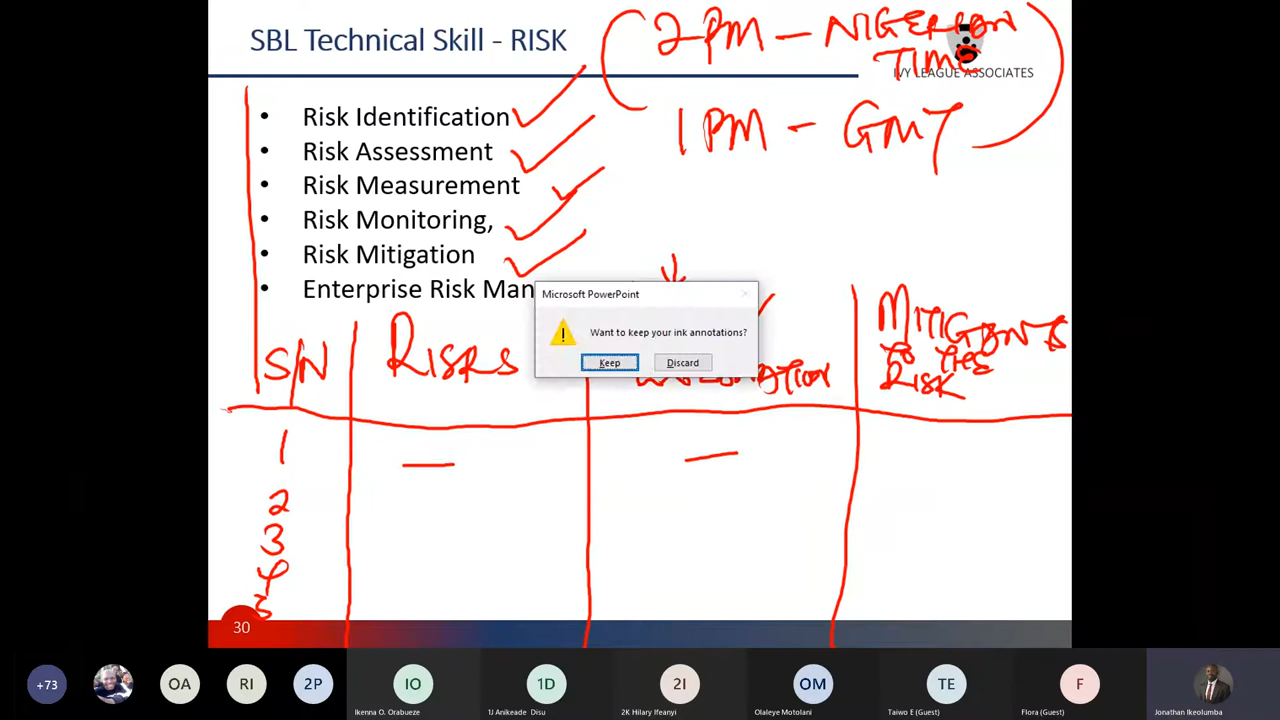 SBL Technical Skill - RISK
(2PM - NIGERIAN
TIME
IVY LEAGUE ASSOCIATES
1PM - GMT)
• Risk Identification
• Risk Assessment
• Risk Measurement
• Risk Monitoring,
• Risk Mitigation
• Enterprise Risk Man
Microsoft PowerPoint
Want to keep your ink annotations?
Keep
Discard
S/N
RISKS
MITIGANTS
TO THE
RISK
1
2
3
4
5
30
+73
OA
RI
2P
IO
1D
2I
OM
TE
F
Ikenna O. Orabueze
1J Anikeade Disu
2K Hilary Ifeanyi
Olaleye Motolani
Taiwo E (Guest)
Flora (Guest)
Jonathan Ikeolumba